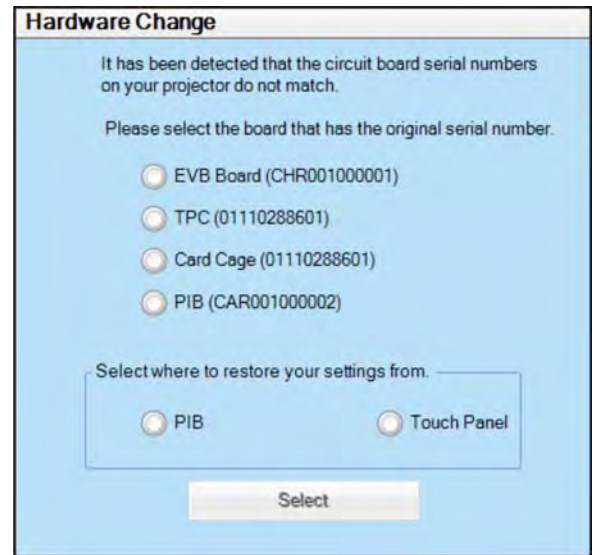 Hardware Change
It has been detected that the circuit board serial numbers
on your projector do not match.
Please select the board that has the original serial number.
EVB Board (CHR001000001)
TPC (01110288601)
Card Cage (01110288601)
PIB (CAR001000002)
Select where to restore your settings from.
PIB Touch Panel
Select